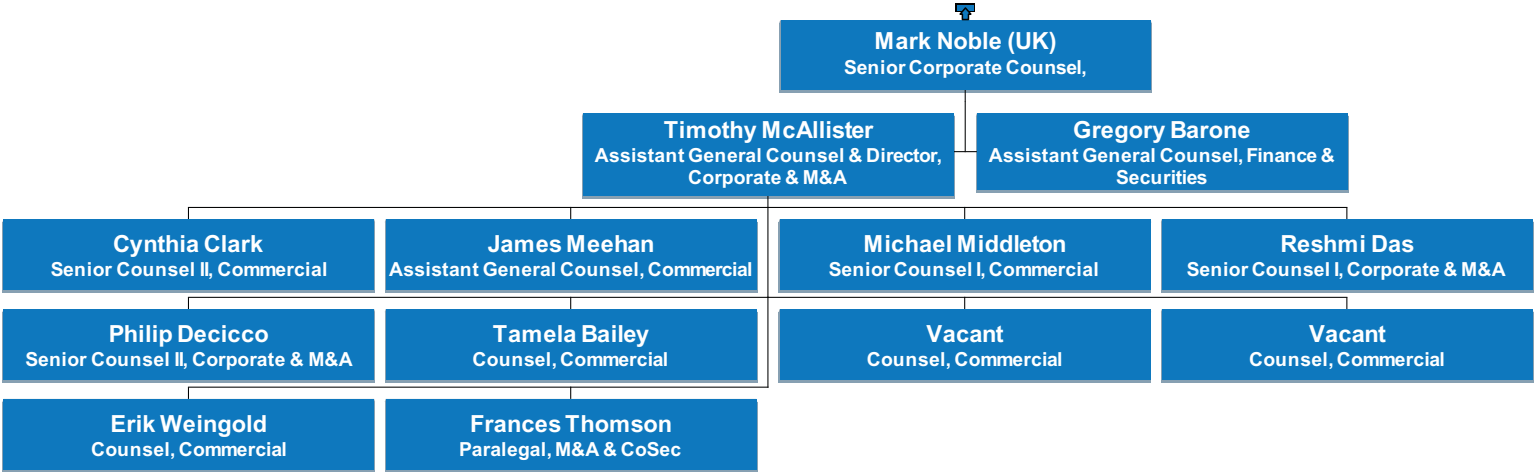 Mark Noble (UK)
Senior Corporate Counsel,
Timothy McAllister
Assistant General Counsel & Director,
Corporate & M&A
Gregory Barone
Assistant General Counsel, Finance &
Securities
Cynthia Clark
Senior Counsel II, Commercial
James Meehan
Assistant General Counsel, Commercial
Michael Middleton
Senior Counsel I, Commercial
Reshmi Das
Senior Counsel I, Corporate & M&A
Philip Decicco
Senior Counsel II, Corporate & M&A
Tamela Bailey
Counsel, Commercial
Vacant
Counsel, Commercial
Vacant
Counsel, Commercial
Erik Weingold
Counsel, Commercial
Frances Thomson
Paralegal, M&A & CoSec